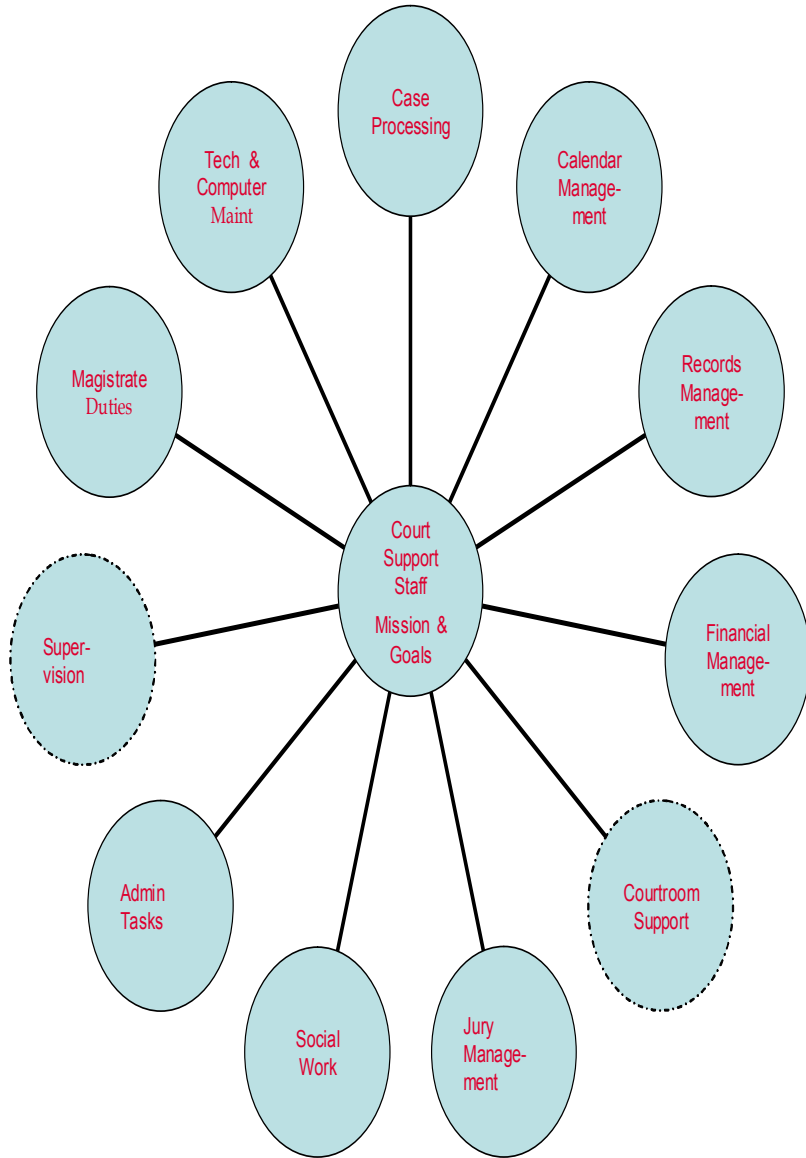 Case
Processing
Tech & 
Computer
Maint
Calendar
Manage-
ment
Magistrate
Duties
Records
Manage-
ment
Court
Support
Staff
Mission &
Goals
Super-
vision
Financial
Manage-
ment
Admin
Tasks
Courtroom
Support
Social
Work
Jury
Manage-
ment